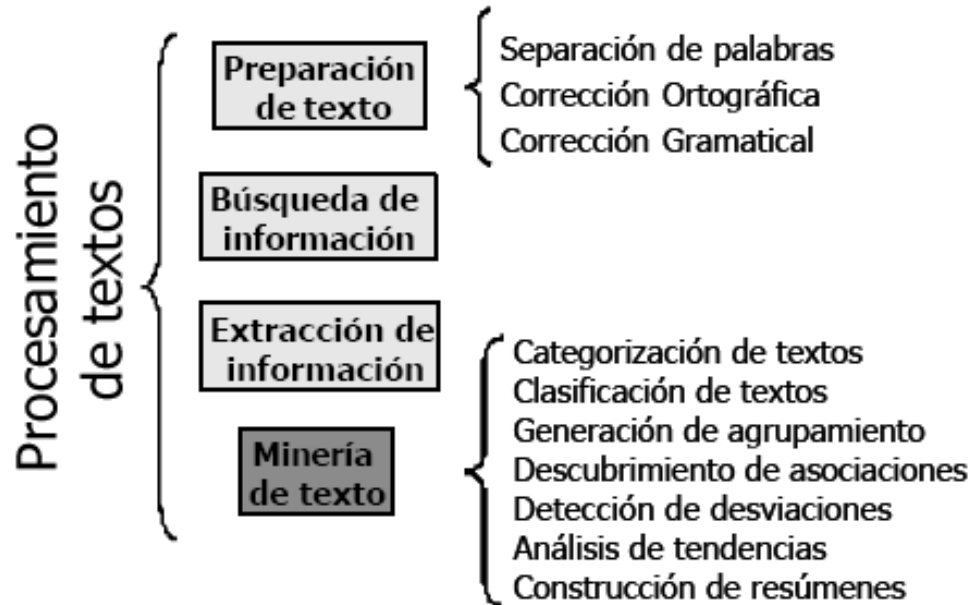 Procesamiento
de textos
Preparación
de texto
Separación de palabras
Corrección Ortográfica
Corrección Gramatical
Búsqueda de
información
Extracción de
información
Minería
de texto
Categorización de textos
Clasificación de textos
Generación de agrupamiento
Descubrimiento de asociaciones
Detección de desviaciones
Análisis de tendencias
Construcción de resúmenes